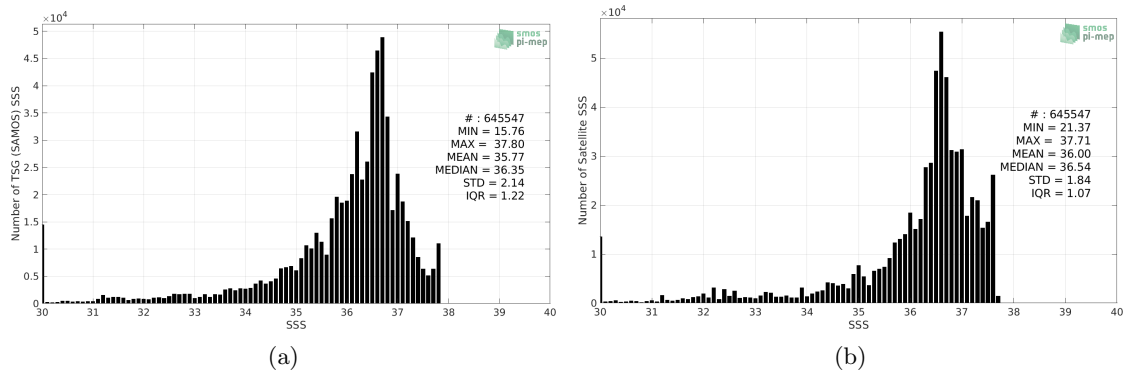 ×10⁴
5
4.5
4
3.5
3
2.5
2
1.5
1
0.5
0
Number of TSG (SAMOS) SSS
30 31 32 33 34 35 36 37 38 39 40
SSS
smos
pi-mep
# : 645547
MIN = 15.76
MAX = 37.80
MEAN = 35.77
MEDIAN = 36.35
STD = 2.14
IQR = 1.22
(a)
×10⁴
5
4
3
2
1
0
Number of Satellite SSS
30 31 32 33 34 35 36 37 38 39 40
SSS
smos
pi-mep
# : 645547
MIN = 21.37
MAX = 37.71
MEAN = 36.00
MEDIAN = 36.54
STD = 1.84
IQR = 1.07
(b)